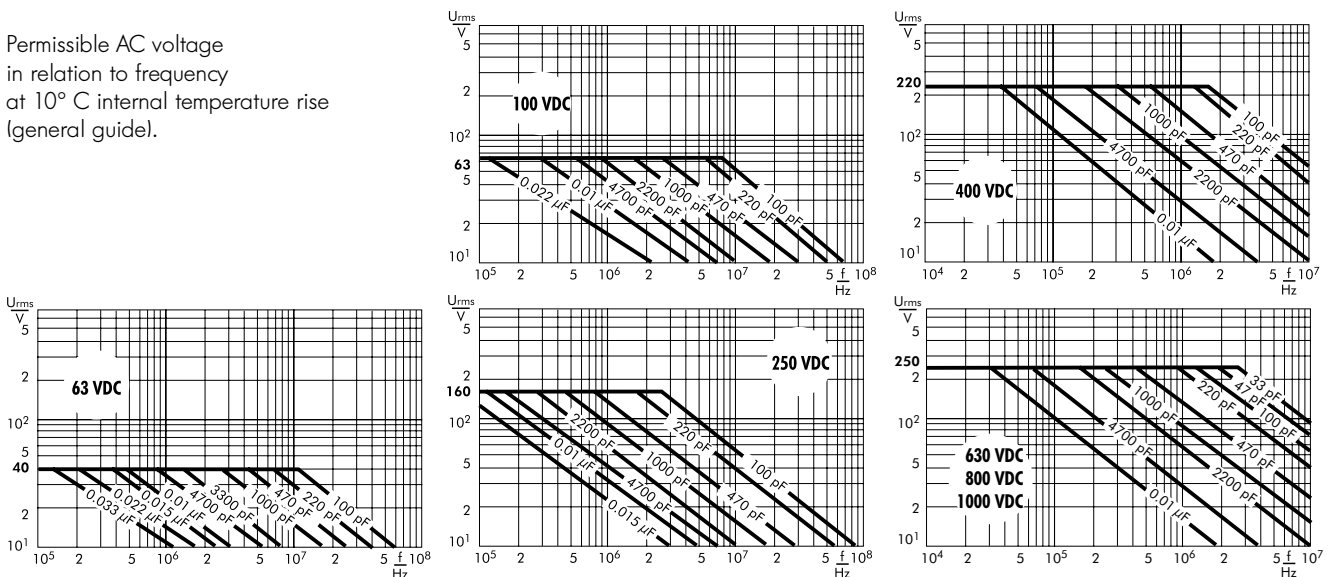 Permissible AC voltage
in relation to frequency
at 10° C internal temperature rise
(general guide).
Urms
V
5
2
10²
63
5
2
10¹
100 VDC
0.022 µF
0.01 µF
4700 pF
2200 pF
1000 pF
470 pF
220 pF
100 pF
10⁵ 2 5 10⁶ 2 5 10⁷ 2 5 f 10⁸
Hz
Urms
V
5
220
2
10²
5
2
10¹
400 VDC
0.01 µF
4700 pF
2200 pF
1000 pF
470 pF
220 pF
100 pF
10⁴ 2 5 10⁵ 2 5 10⁶ 2 5 f 10⁷
Hz
Urms
V
5
2
10²
5
40
2
10¹
63 VDC
0.033 µF
0.022 µF
0.015 µF
0.01 µF
4700 pF
3300 pF
1000 pF
470 pF
220 pF
100 pF
10⁵ 2 5 10⁶ 2 5 10⁷ 2 5 f 10⁸
Hz
Urms
V
5
2
160
10²
5
2
10¹
250 VDC
0.015 µF
0.01 µF
4700 pF
2200 pF
1000 pF
470 pF
220 pF
100 pF
10⁵ 2 5 10⁶ 2 5 10⁷ 2 5 f 10⁸
Hz
Urms
V
5
250
2
10²
5
2
10¹
630 VDC
800 VDC
1000 VDC
0.01 µF
4700 pF
2200 pF
1000 pF
470 pF
220 pF
100 pF
47 pF
33 pF
10⁴ 2 5 10⁵ 2 5 10⁶ 2 5 f 10⁷
Hz